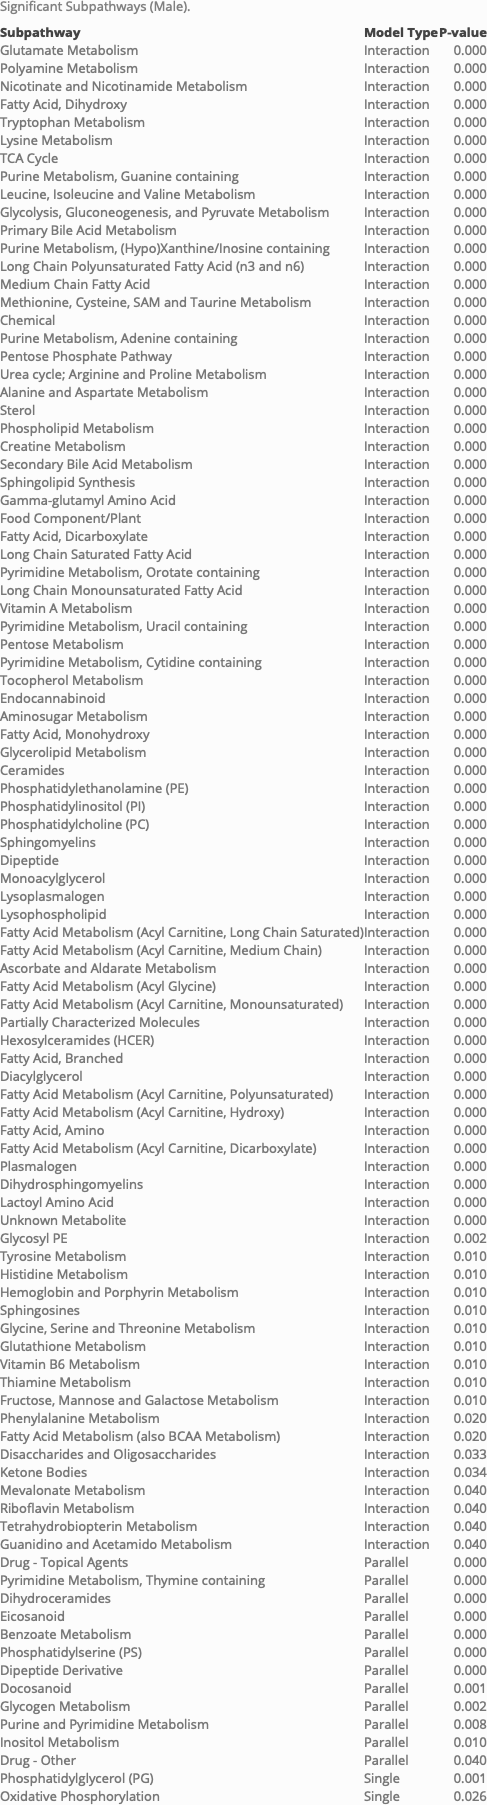 Significant Subpathways (Male).
Subpathway Model Type P-value
Glutamate Metabolism Interaction 0.000
Polyamine Metabolism Interaction 0.000
Nicotinate and Nicotinamide Metabolism Interaction 0.000
Fatty Acid, Dihydroxy Interaction 0.000
Tryptophan Metabolism Interaction 0.000
Lysine Metabolism Interaction 0.000
TCA Cycle Interaction 0.000
Purine Metabolism, Guanine containing Interaction 0.000
Leucine, Isoleucine and Valine Metabolism Interaction 0.000
Glycolysis, Gluconeogenesis, and Pyruvate Metabolism Interaction 0.000
Primary Bile Acid Metabolism Interaction 0.000
Purine Metabolism, (Hypo)Xanthine/Inosine containing Interaction 0.000
Long Chain Polyunsaturated Fatty Acid (n3 and n6) Interaction 0.000
Medium Chain Fatty Acid Interaction 0.000
Methionine, Cysteine, SAM and Taurine Metabolism Interaction 0.000
Chemical Interaction 0.000
Purine Metabolism, Adenine containing Interaction 0.000
Pentose Phosphate Pathway Interaction 0.000
Urea cycle; Arginine and Proline Metabolism Interaction 0.000
Alanine and Aspartate Metabolism Interaction 0.000
Sterol Interaction 0.000
Phospholipid Metabolism Interaction 0.000
Creatine Metabolism Interaction 0.000
Secondary Bile Acid Metabolism Interaction 0.000
Sphingolipid Synthesis Interaction 0.000
Gamma-glutamyl Amino Acid Interaction 0.000
Food Component/Plant Interaction 0.000
Fatty Acid, Dicarboxylate Interaction 0.000
Long Chain Saturated Fatty Acid Interaction 0.000
Pyrimidine Metabolism, Orotate containing Interaction 0.000
Long Chain Monounsaturated Fatty Acid Interaction 0.000
Vitamin A Metabolism Interaction 0.000
Pyrimidine Metabolism, Uracil containing Interaction 0.000
Pentose Metabolism Interaction 0.000
Pyrimidine Metabolism, Cytidine containing Interaction 0.000
Tocopherol Metabolism Interaction 0.000
Endocannabinoid Interaction 0.000
Aminosugar Metabolism Interaction 0.000
Fatty Acid, Monohydroxy Interaction 0.000
Glycerolipid Metabolism Interaction 0.000
Ceramides Interaction 0.000
Phosphatidylethanolamine (PE) Interaction 0.000
Phosphatidylinositol (PI) Interaction 0.000
Phosphatidylcholine (PC) Interaction 0.000
Sphingomyelins Interaction 0.000
Dipeptide Interaction 0.000
Monoacylglycerol Interaction 0.000
Lysoplasmalogen Interaction 0.000
Lysophospholipid Interaction 0.000
Fatty Acid Metabolism (Acyl Carnitine, Long Chain Saturated) Interaction 0.000
Fatty Acid Metabolism (Acyl Carnitine, Medium Chain) Interaction 0.000
Ascorbate and Aldarate Metabolism Interaction 0.000
Fatty Acid Metabolism (Acyl Glycine) Interaction 0.000
Fatty Acid Metabolism (Acyl Carnitine, Monounsaturated) Interaction 0.000
Partially Characterized Molecules Interaction 0.000
Hexosylceramides (HCER) Interaction 0.000
Fatty Acid, Branched Interaction 0.000
Diacylglycerol Interaction 0.000
Fatty Acid Metabolism (Acyl Carnitine, Polyunsaturated) Interaction 0.000
Fatty Acid Metabolism (Acyl Carnitine, Hydroxy) Interaction 0.000
Fatty Acid, Amino Interaction 0.000
Fatty Acid Metabolism (Acyl Carnitine, Dicarboxylate) Interaction 0.000
Plasmalogen Interaction 0.000
Dihydrosphingomyelins Interaction 0.000
Lactoyl Amino Acid Interaction 0.000
Unknown Metabolite Interaction 0.000
Glycosyl PE Interaction 0.002
Tyrosine Metabolism Interaction 0.010
Histidine Metabolism Interaction 0.010
Hemoglobin and Porphyrin Metabolism Interaction 0.010
Sphingosines Interaction 0.010
Glycine, Serine and Threonine Metabolism Interaction 0.010
Glutathione Metabolism Interaction 0.010
Vitamin B6 Metabolism Interaction 0.010
Thiamine Metabolism Interaction 0.010
Fructose, Mannose and Galactose Metabolism Interaction 0.010
Phenylalanine Metabolism Interaction 0.020
Fatty Acid Metabolism (also BCAA Metabolism) Interaction 0.020
Disaccharides and Oligosaccharides Interaction 0.033
Ketone Bodies Interaction 0.034
Mevalonate Metabolism Interaction 0.040
Riboflavin Metabolism Interaction 0.040
Tetrahydrobiopterin Metabolism Interaction 0.040
Guanidino and Acetamido Metabolism Interaction 0.040
Drug - Topical Agents Parallel 0.000
Pyrimidine Metabolism, Thymine containing Parallel 0.000
Dihydroceramides Parallel 0.000
Eicosanoid Parallel 0.000
Benzoate Metabolism Parallel 0.000
Phosphatidylserine (PS) Parallel 0.000
Dipeptide Derivative Parallel 0.000
Docosanoid Parallel 0.001
Glycogen Metabolism Parallel 0.002
Purine and Pyrimidine Metabolism Parallel 0.008
Inositol Metabolism Parallel 0.010
Drug - Other Parallel 0.040
Phosphatidylglycerol (PG) Single 0.001
Oxidative Phosphorylation Single 0.026